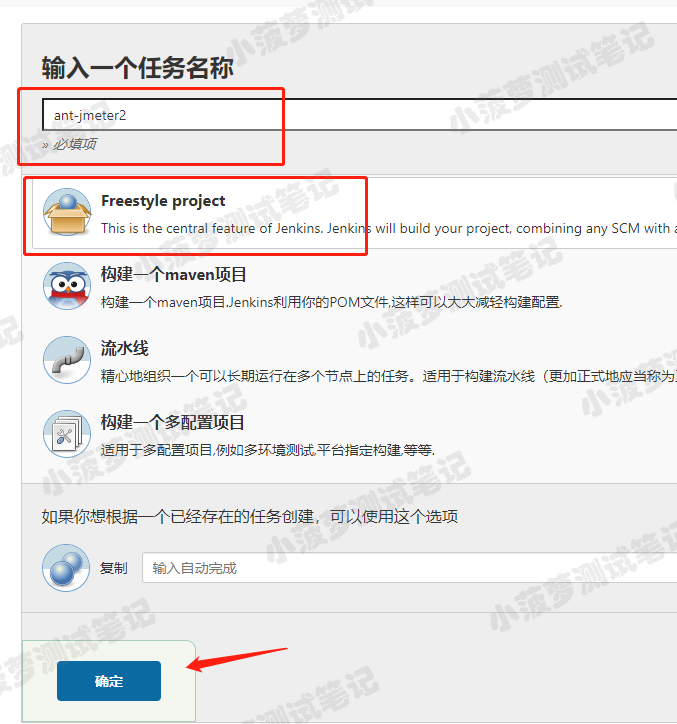 输入一个任务名称
ant-jmeter2
» 必填项
Freestyle project
This is the central feature of Jenkins. Jenkins will build your project, combining any SCM with a
构建一个maven项目
构建一个maven项目.Jenkins利用你的POM文件,这样可以大大减轻构建配置.
流水线
精心地组织一个可以长期运行在多个节点上的任务。适用于构建流水线（更加正式地应当称为
构建一个多配置项目
适用于多配置项目,例如多环境测试,平台指定构建,等等.
如果你想根据一个已经存在的任务创建，可以使用这个选项
复制
输入自动完成
确定
小菠萝测试笔记